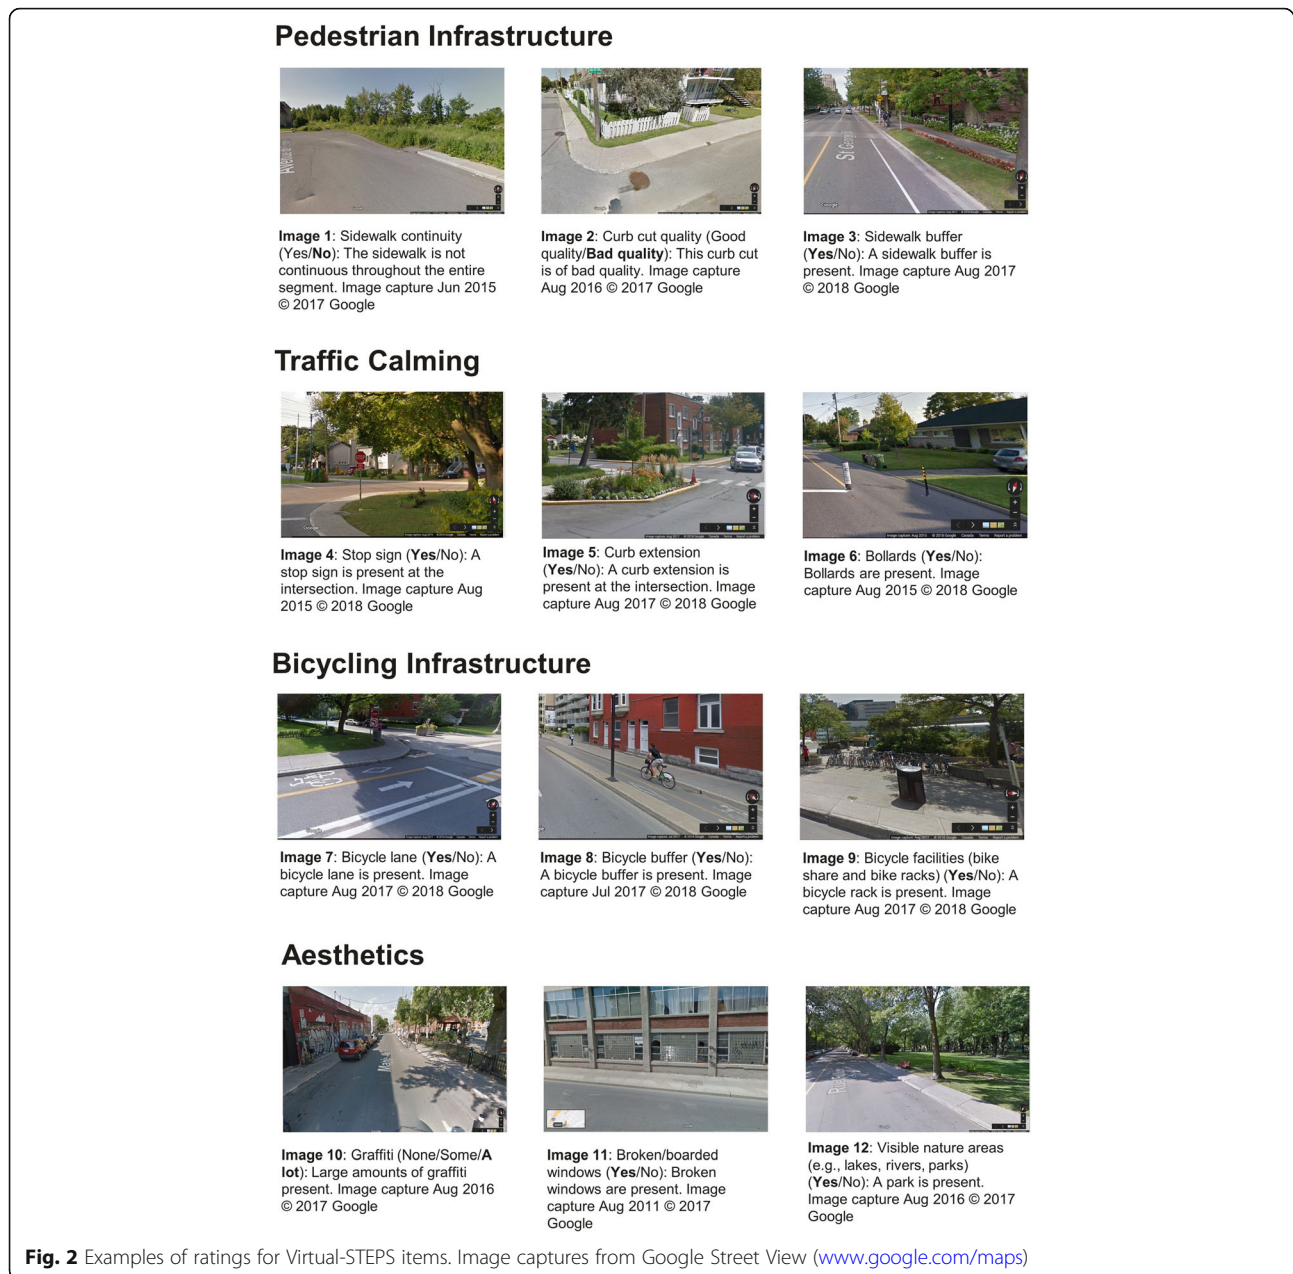 Pedestrian Infrastructure
Image 1: Sidewalk continuity
(Yes/No): The sidewalk is not
continuous throughout the entire
segment. Image capture Jun 2015
© 2017 Google
Image 2: Curb cut quality (Good
quality/Bad quality): This curb cut
is of bad quality. Image capture
Aug 2016 © 2017 Google
Image 3: Sidewalk buffer
(Yes/No): A sidewalk buffer is
present. Image capture Aug 2017
© 2018 Google
Traffic Calming
Image 4: Stop sign (Yes/No): A
stop sign is present at the
intersection. Image capture Aug
2015 © 2018 Google
Image 5: Curb extension
(Yes/No): A curb extension is
present at the intersection. Image
capture Aug 2017 © 2018 Google
Image 6: Bollards (Yes/No):
Bollards are present. Image
capture Aug 2015 © 2018 Google
Bicycling Infrastructure
Image 7: Bicycle lane (Yes/No): A
bicycle lane is present. Image
capture Aug 2017 © 2018 Google
Image 8: Bicycle buffer (Yes/No):
A bicycle buffer is present. Image
capture Jul 2017 © 2018 Google
Image 9: Bicycle facilities (bike
share and bike racks) (Yes/No): A
bicycle rack is present. Image
capture Aug 2017 © 2018 Google
Aesthetics
Image 10: Graffiti (None/Some/A
lot): Large amounts of graffiti
present. Image capture Aug 2016
© 2017 Google
Image 11: Broken/boarded
windows (Yes/No): Broken
windows are present. Image
capture Aug 2011 © 2017
Google
Image 12: Visible nature areas
(e.g., lakes, rivers, parks)
(Yes/No): A park is present.
Image capture Aug 2016 © 2017
Google
Fig. 2 Examples of ratings for Virtual-STEPS items. Image captures from Google Street View (www.google.com/maps)